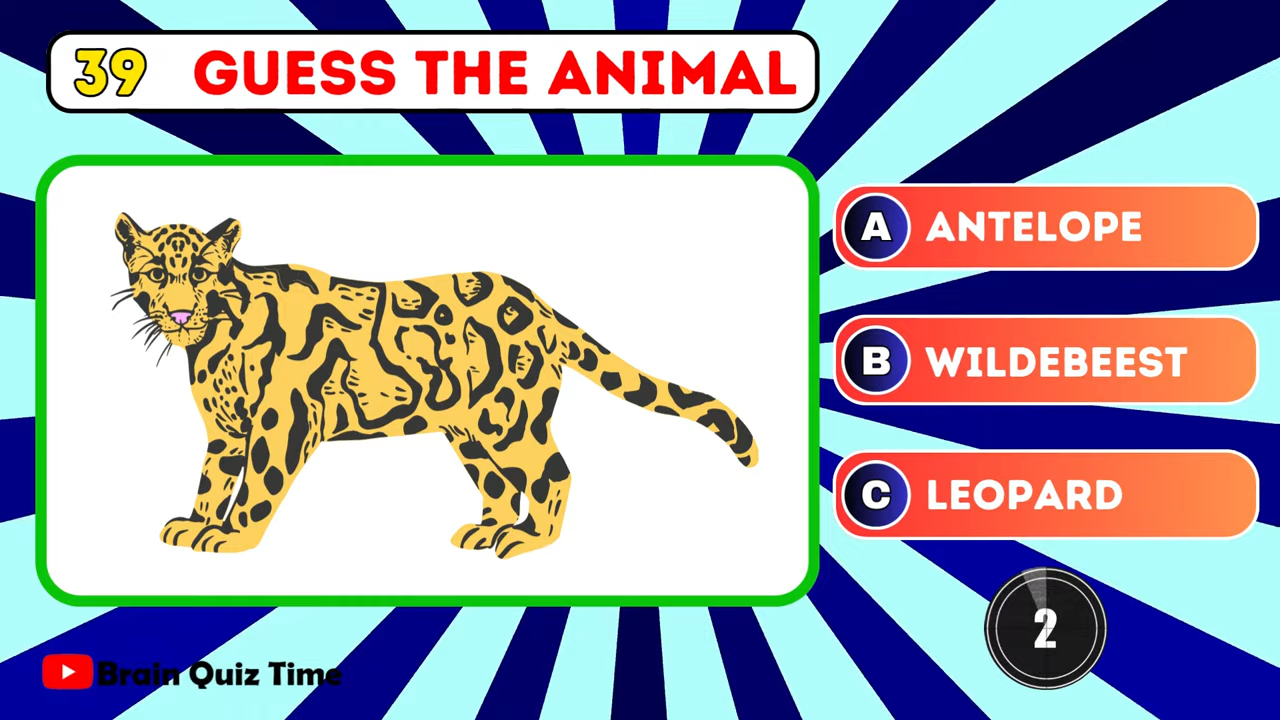 39 GUESS THE ANIMAL
A ANTELOPE
B WILDEBEEST
C LEOPARD
2
Brain Quiz Time